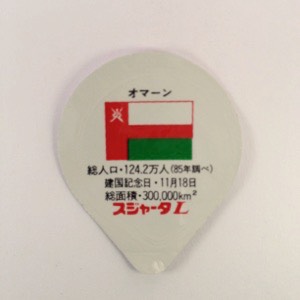 オマーン
総人口・124.2万人(85年調べ)
建国記念日・11月18日
総面積・300,000km²
スジャータL